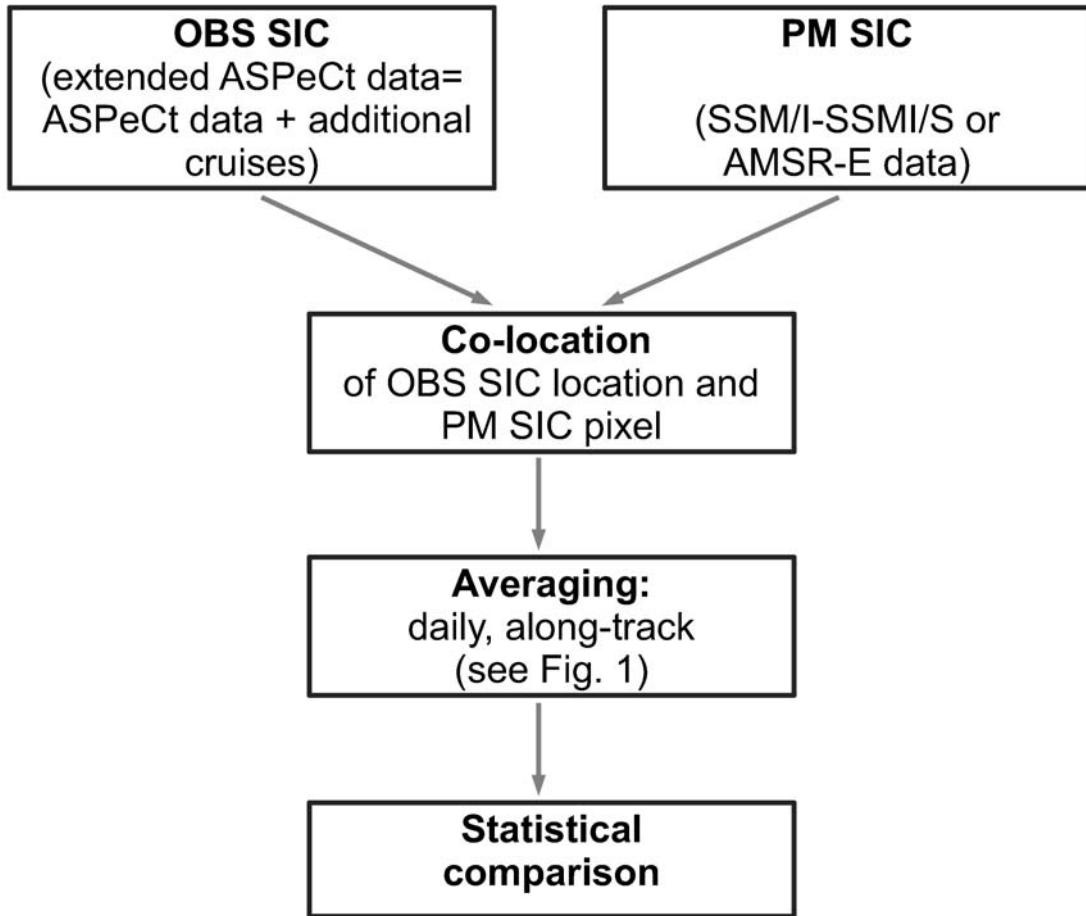 OBS SIC
(extended ASPeCt data=
ASPeCt data + additional
cruises)
PM SIC
(SSM/I-SSMI/S or
AMSR-E data)
Co-location
of OBS SIC location and
PM SIC pixel
Averaging:
daily, along-track
(see Fig. 1)
Statistical
comparison